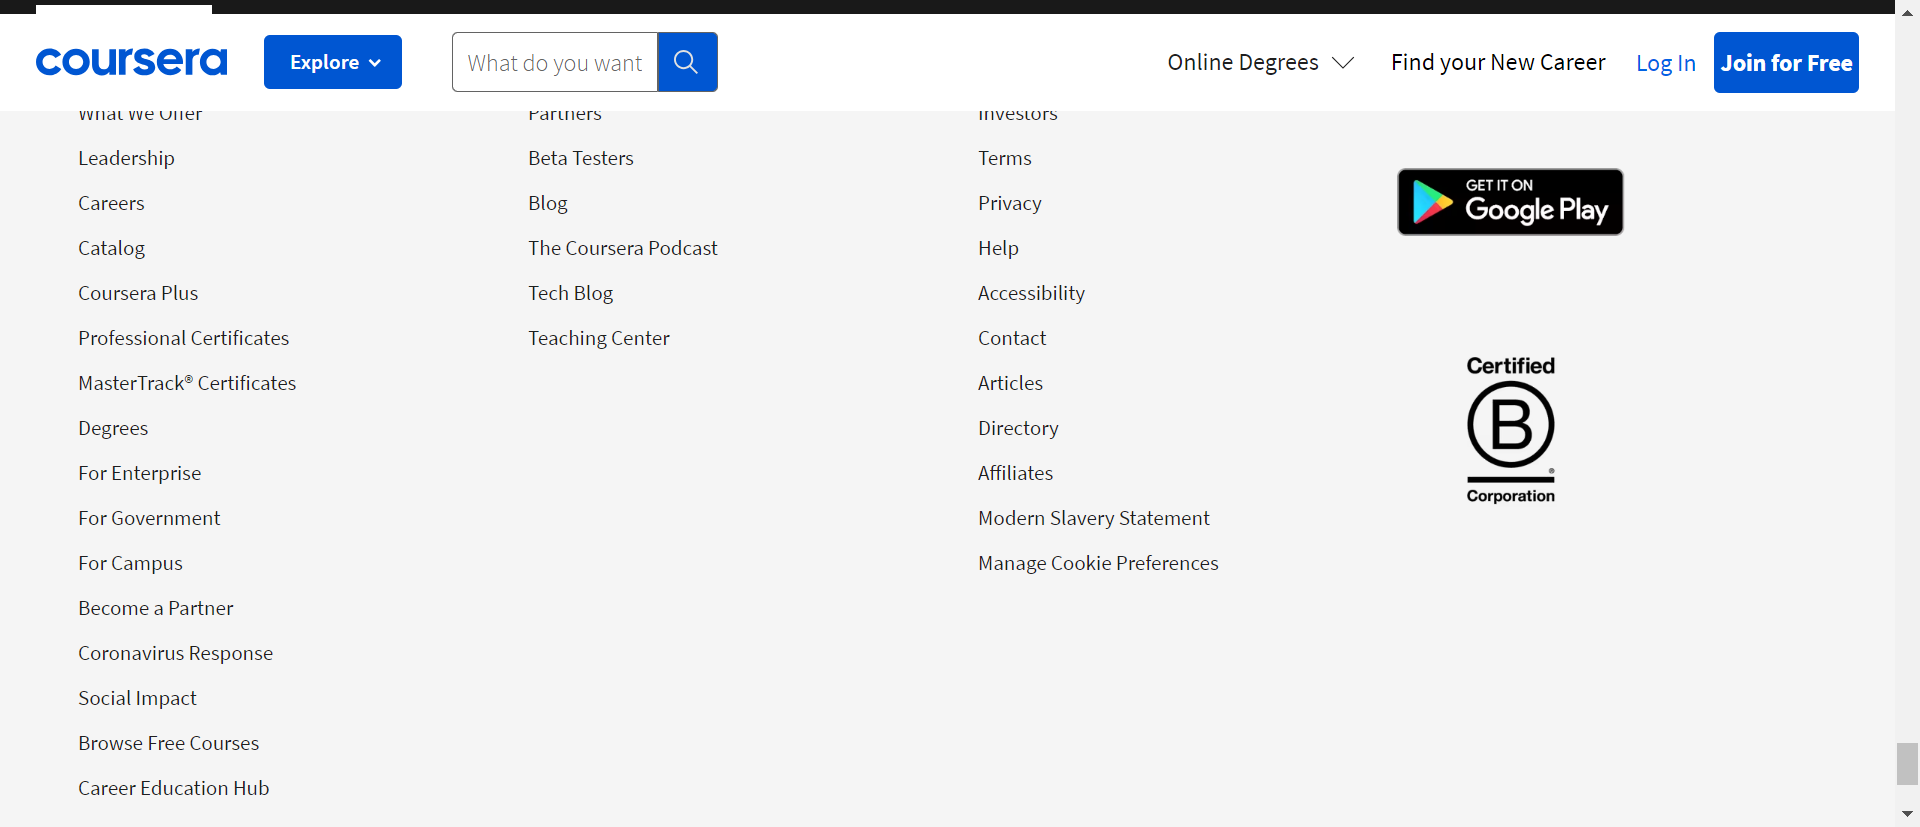 coursera
Explore
What do you want
Online Degrees
Find your New Career
Log In
Join for Free
What We Offer
Leadership
Careers
Catalog
Coursera Plus
Professional Certificates
MasterTrack® Certificates
Degrees
For Enterprise
For Government
For Campus
Become a Partner
Coronavirus Response
Social Impact
Browse Free Courses
Career Education Hub
Partners
Beta Testers
Blog
The Coursera Podcast
Tech Blog
Teaching Center
Investors
Terms
Privacy
Help
Accessibility
Contact
Articles
Directory
Affiliates
Modern Slavery Statement
Manage Cookie Preferences
GET IT ON
Google Play
Certified
B
®
Corporation